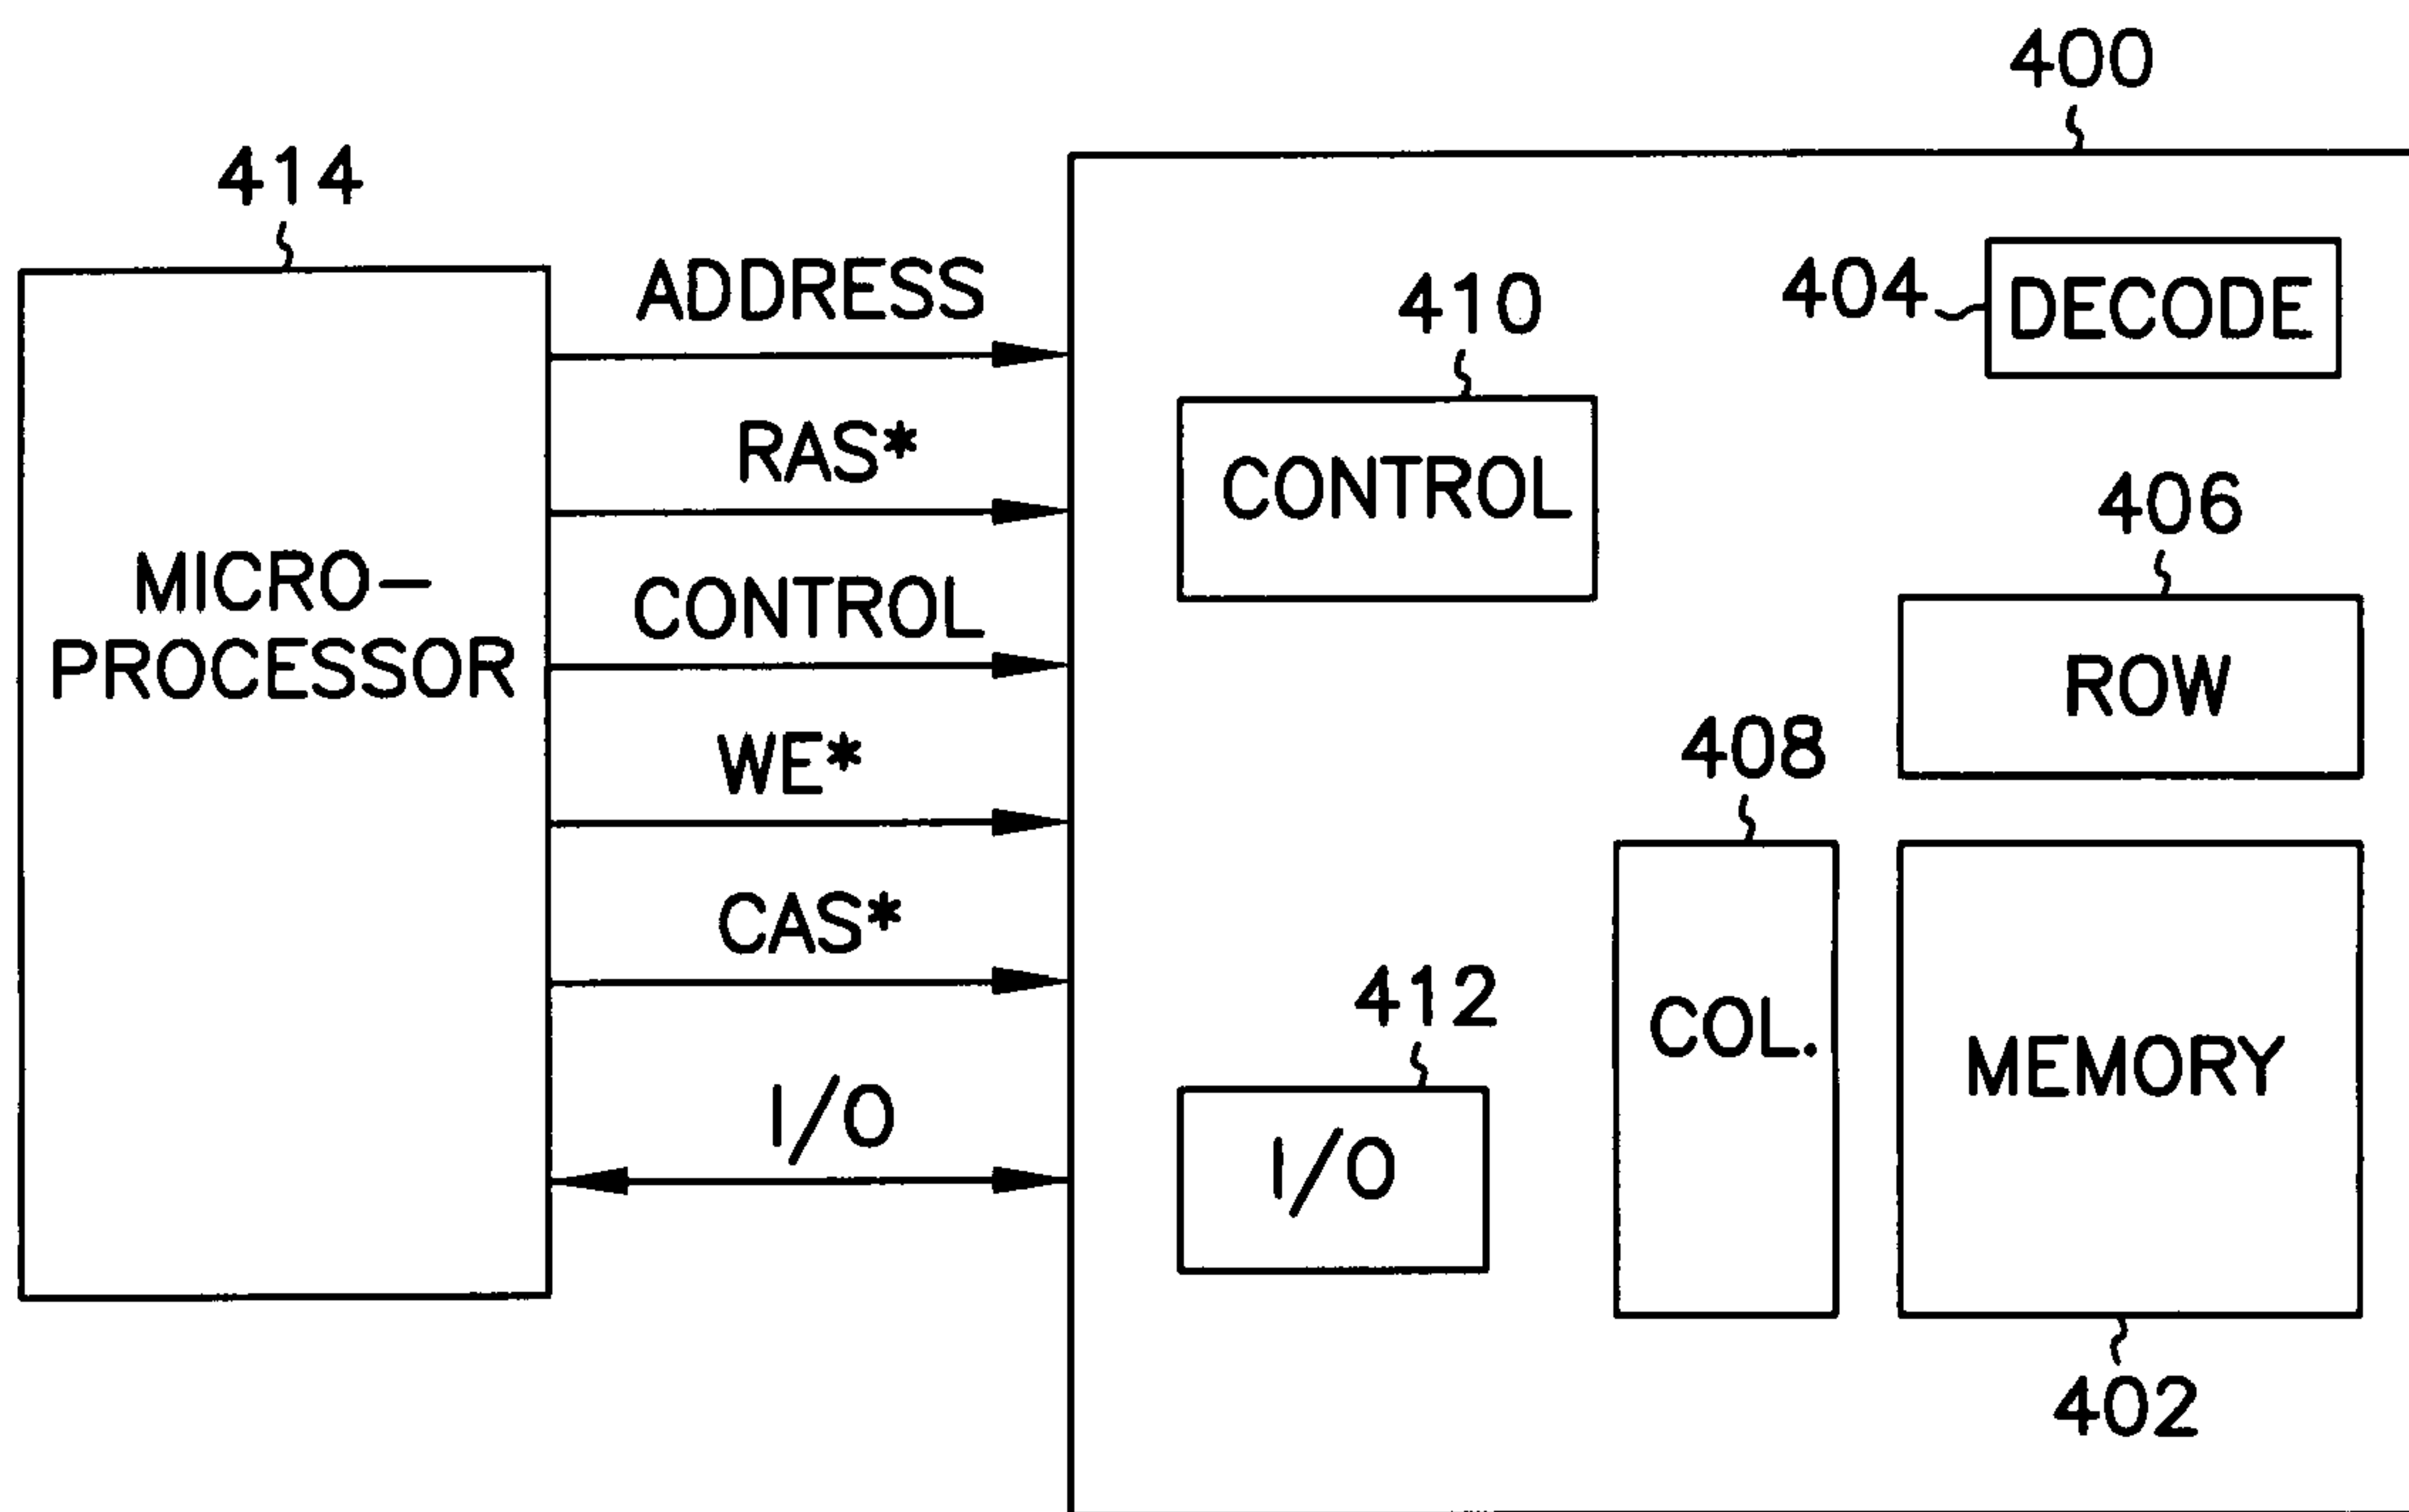 400
414
ADDRESS
404
DECODE
410
RAS*
CONTROL
406
MICRO-
PROCESSOR
CONTROL
ROW
408
WE*
CAS*
412
COL.
MEMORY
I/O
I/O
402